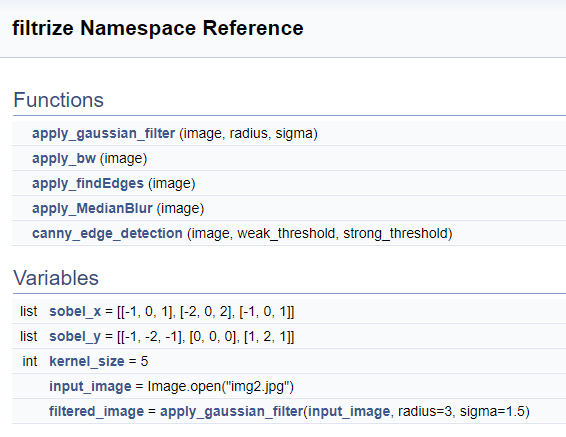 filtrize Namespace Reference
Functions
apply_gaussian_filter (image, radius, sigma)
apply_bw (image)
apply_findEdges (image)
apply_MedianBlur (image)
canny_edge_detection (image, weak_threshold, strong_threshold)
Variables
list sobel_x = [[-1, 0, 1], [-2, 0, 2], [-1, 0, 1]]
list sobel_y = [[-1, -2, -1], [0, 0, 0], [1, 2, 1]]
int kernel_size = 5
input_image = Image.open("img2.jpg")
filtered_image = apply_gaussian_filter(input_image, radius=3, sigma=1.5)